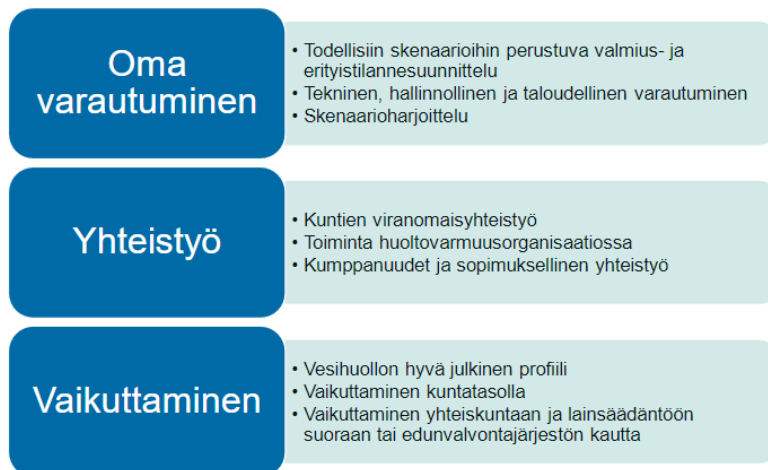 Oma
varautuminen
• Todellisiin skenaarioihin perustuva valmius- ja
erityistilannesuunnittelu
• Tekninen, hallinnollinen ja taloudellinen varautuminen
• Skenaarioharjoittelu
Yhteistyö
• Kuntien viranomaisyhteistyö
• Toiminta huoltovarmuusorganisaatiossa
• Kumppanuudet ja sopimuksellinen yhteistyö
Vaikuttaminen
• Vesihuollon hyvä julkinen profiili
• Vaikuttaminen kuntatasolla
• Vaikuttaminen yhteiskuntaan ja lainsäädäntöön
suoraan tai edunvalvontajärjestön kautta